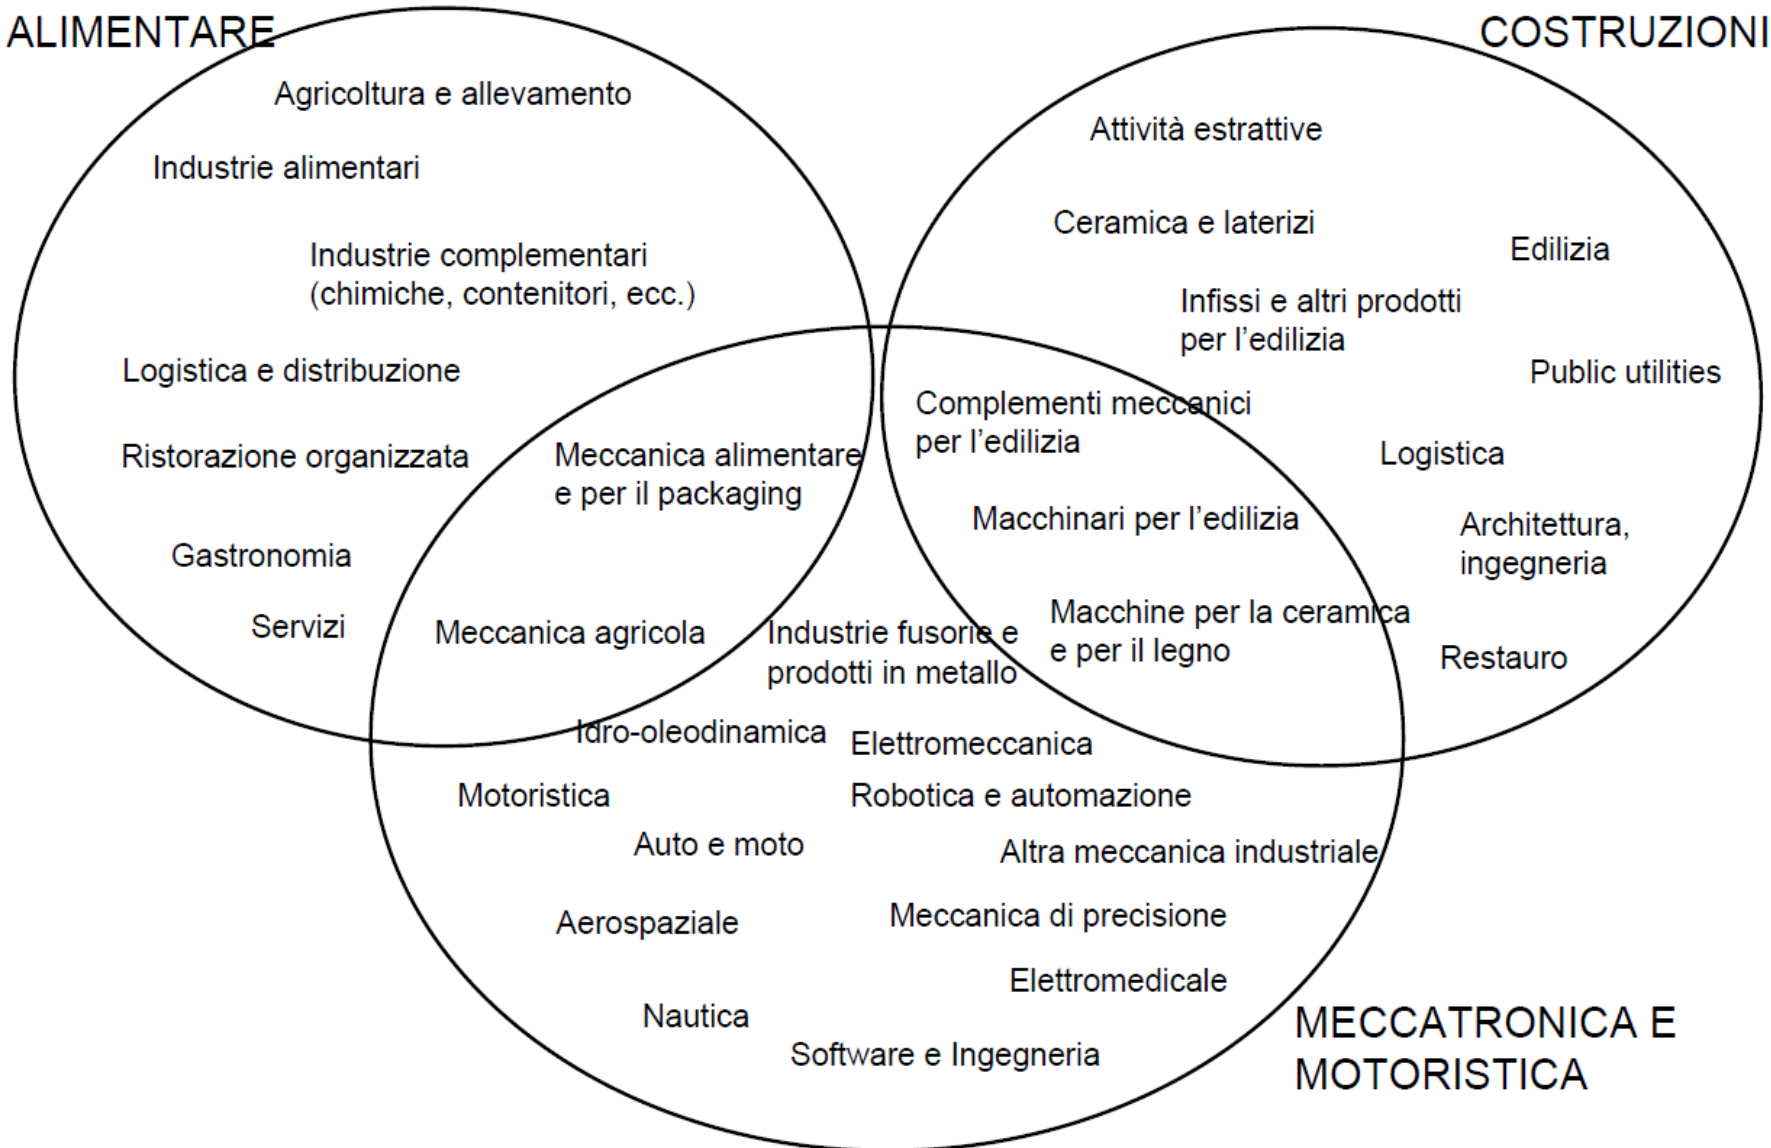 ALIMENTARE
Agricoltura e allevamento
Industrie alimentari
Industrie complementari
(chimiche, contenitori, ecc.)
Logistica e distribuzione
Ristorazione organizzata
Gastronomia
Servizi
Meccanica alimentare
e per il packaging
Meccanica agricola
COSTRUZIONI
Attività estrattive
Ceramica e laterizi
Edilizia
Infissi e altri prodotti
per l'edilizia
Public utilities
Complementi meccanici
per l'edilizia
Logistica
Macchinari per l'edilizia
Architettura,
ingegneria
Macchine per la ceramica
e per il legno
Restauro
Industrie fusorie e
prodotti in metallo
Idro-oleodinamica
Elettromeccanica
Motoristica
Robotica e automazione
Auto e moto
Altra meccanica industriale
Aerospaziale
Meccanica di precisione
Elettromedicale
Nautica
Software e Ingegneria
MECCATRONICA E
MOTORISTICA